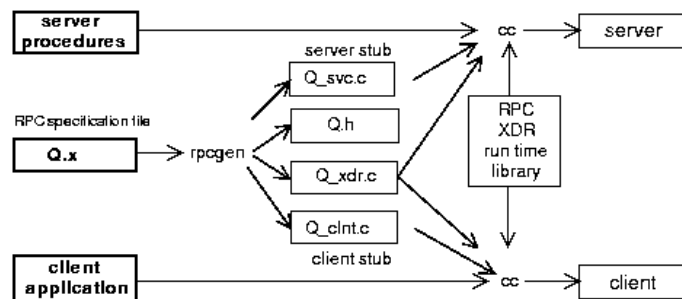 server
procedures
cc
server
server stub
Q_svc.c
RPC specification file
Q.h
RPC
XDR
run time
library
Q.x
rpcgen
Q_xdr.c
Q_clnt.c
client stub
client
application
cc
client